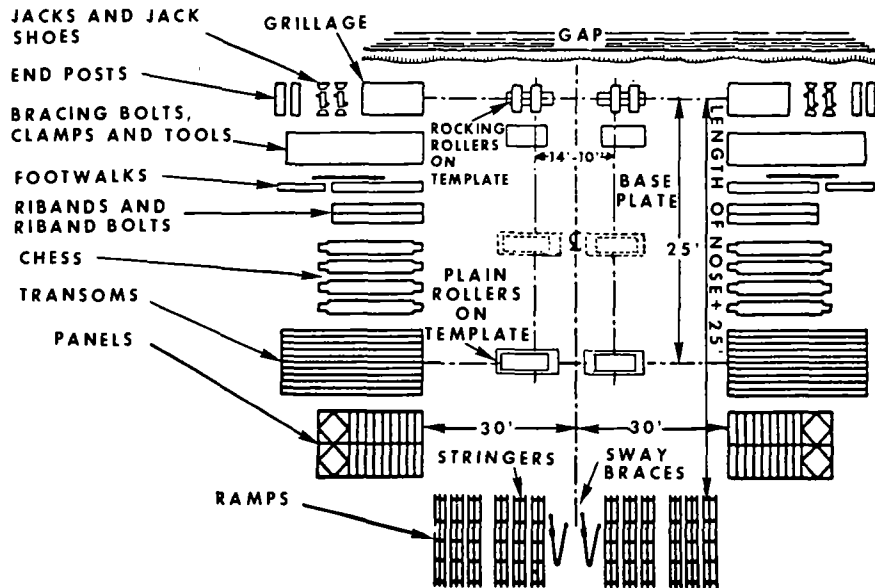 JACKS AND JACK
SHOES
GRILLAGE
GAP
END POSTS
BRACING BOLTS,
CLAMPS AND TOOLS
ROCKING
ROLLERS
ON
TEMPLATE
14'-10"
FOOTWALKS
BASE
PLATE
RIBANDS AND
RIBAND BOLTS
LENGTH OF NOSE + 25'
25'
CHESS
℄
PLAIN
ROLLERS
ON
TEMPLATE
TRANSOMS
PANELS
30'
30'
STRINGERS
SWAY
BRACES
RAMPS